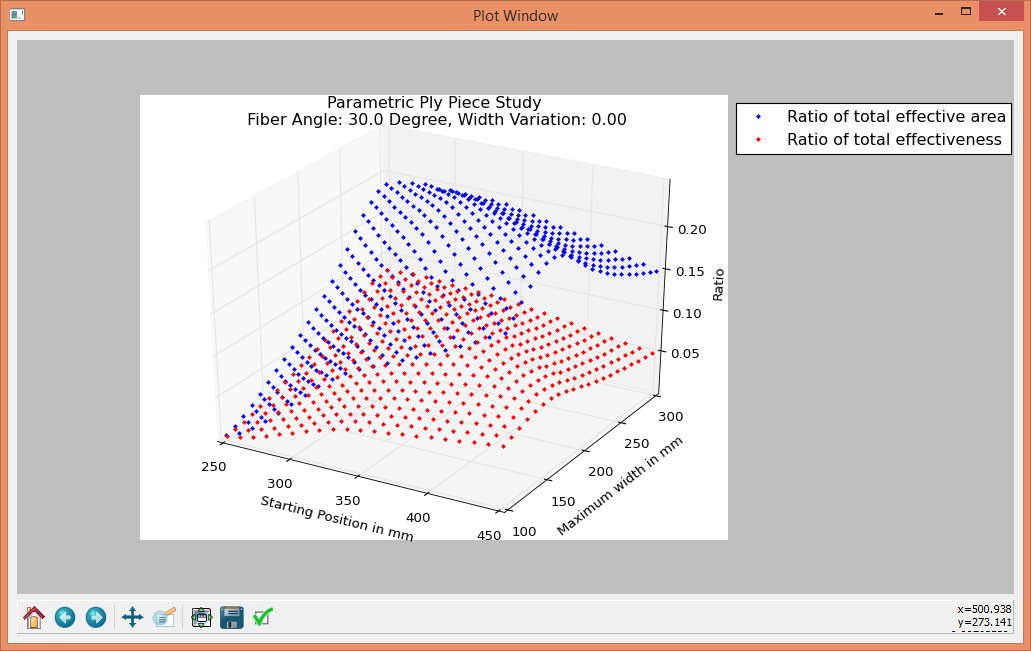 Plot Window
Parametric Ply Piece Study
Fiber Angle: 30.0 Degree, Width Variation: 0.00
Ratio of total effective area
Ratio of total effectiveness
0.20
0.15
0.10
0.05
Ratio
300
250
200
150
100
Maximum width in mm
250
300
350
400
450
Starting Position in mm
x=500.938
y=273.141